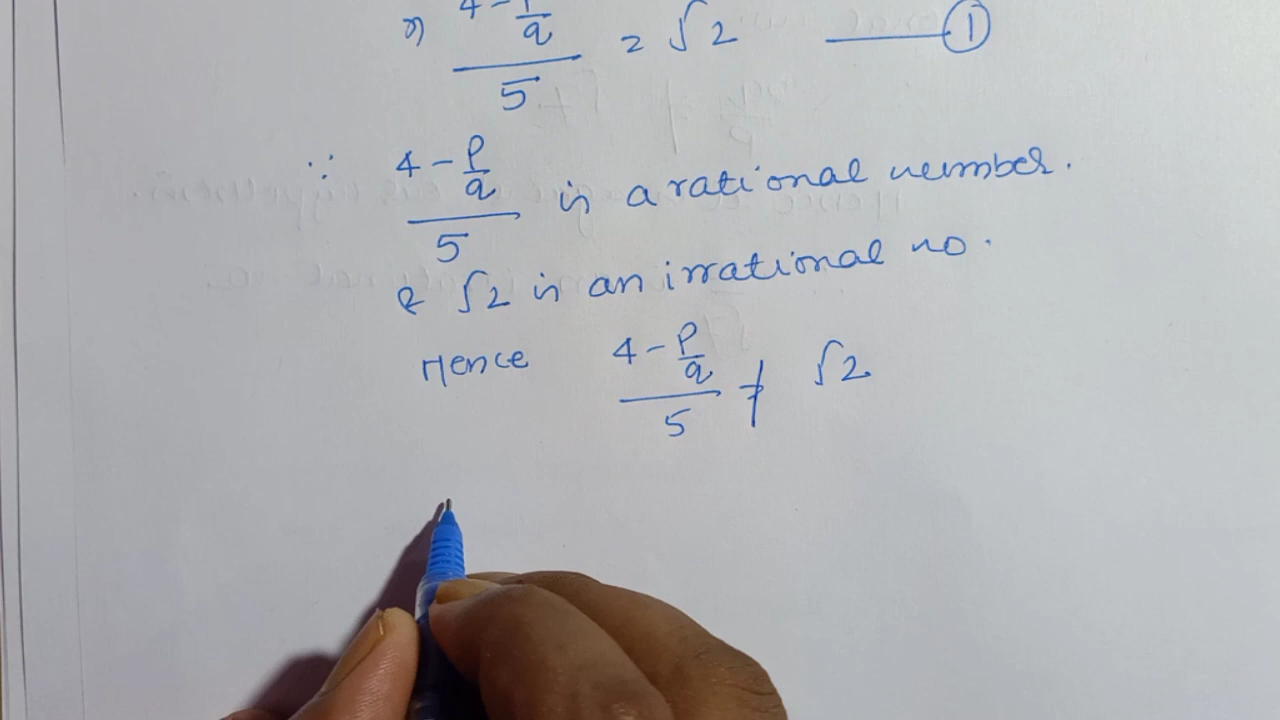 ⇒ 4 - p/q / 5 = √2 ——— ①
∵ 4 - p/q / 5 is a rational number.
& √2 is an irrational no.
Hence 4 - p/q / 5 ≠ √2